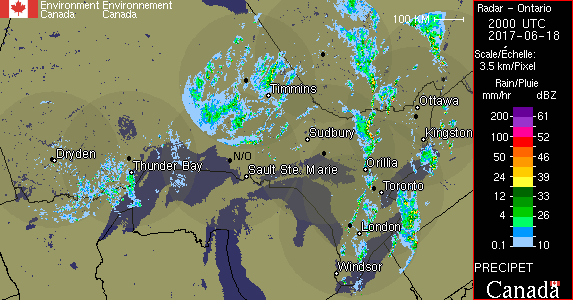 Environment Environnement
Canada Canada
100 KM
Timmins
Ottawa
Sudbury
Kingston
Dryden
N/O
Thunder Bay
Sault Ste. Marie
Orillia
Toronto
London
Windsor
Radar - Ontario
2000 UTC
2017-06-18
Scale/Échelle:
3.5 km/Pixel
Rain/Pluie
mm/hr dBZ
200 61
100 52
50 46
24 39
12 33
4 26
1 20
0.1 10
PRECIPET
Canada